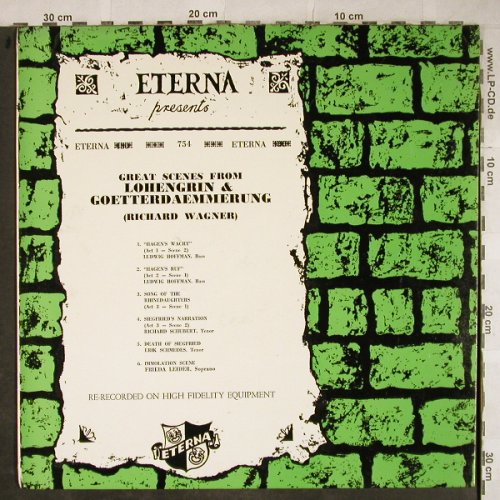 30 cm
20 cm
10 cm
www.LP-CD.de
10 cm
20 cm
30 cm
ETERNA
presents
ETERNA
754
ETERNA
GREAT SCENES FROM
LOHENGRIN &
GOETTERDAEMMERUNG
(RICHARD WAGNER)
1. "HAGEN'S WACHT"
(Act 1 — Scene 2)
LUDWIG HOFFMAN, Bass
2. "HAGEN'S RUF"
(Act 2 — Scene 3)
LUDWIG HOFFMAN, Bass
3. SONG OF THE
RHINEDAUGHTERS
(Act 3 — Scene 1)
4. SIEGFRIED'S NARRATION
(Act 3 — Scene 2)
RICHARD SCHUBERT, Tenor
5. DEATH OF SIEGFRIED
ERIK SCHMEDES, Tenor
6. IMMOLATION SCENE
FREIDA LEIDER, Soprano
RE-RECORDED ON HIGH FIDELITY EQUIPMENT
ETERNA